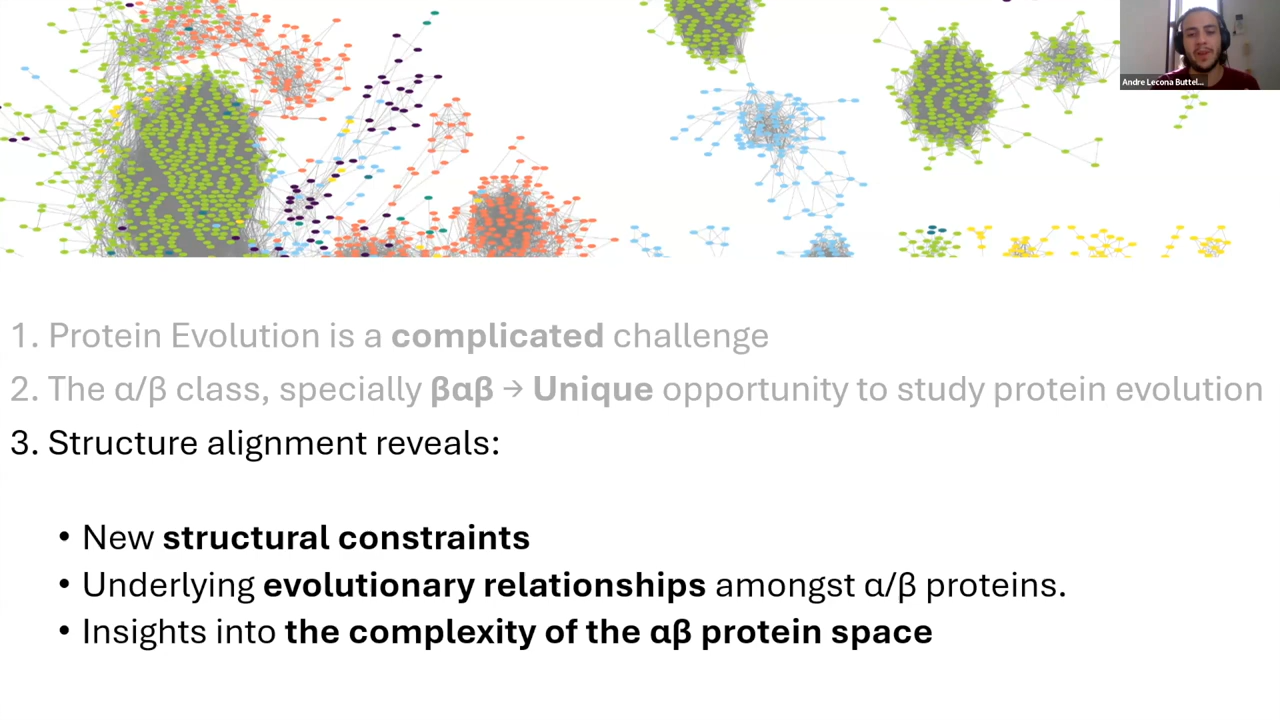 Andre Lecona Buttel...
1. Protein Evolution is a complicated challenge
2. The α/β class, specially βαβ → Unique opportunity to study protein evolution
3. Structure alignment reveals:
• New structural constraints
• Underlying evolutionary relationships amongst α/β proteins.
• Insights into the complexity of the αβ protein space